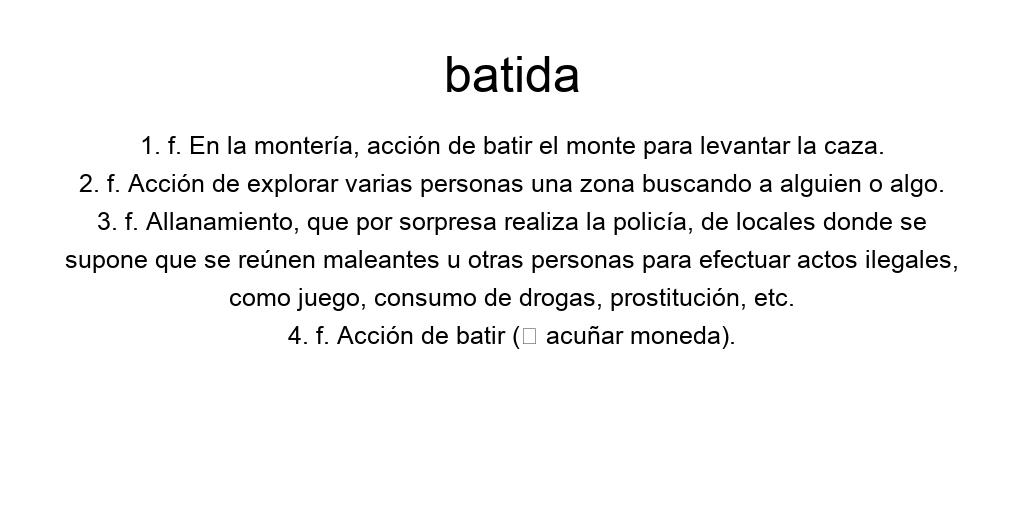 batida
1. f. En la montería, acción de batir el monte para levantar la caza.
2. f. Acción de explorar varias personas una zona buscando a alguien o algo.
3. f. Allanamiento, que por sorpresa realiza la policía, de locales donde se
supone que se reúnen maleantes u otras personas para efectuar actos ilegales,
como juego, consumo de drogas, prostitución, etc.
4. f. Acción de batir (□ acuñar moneda).